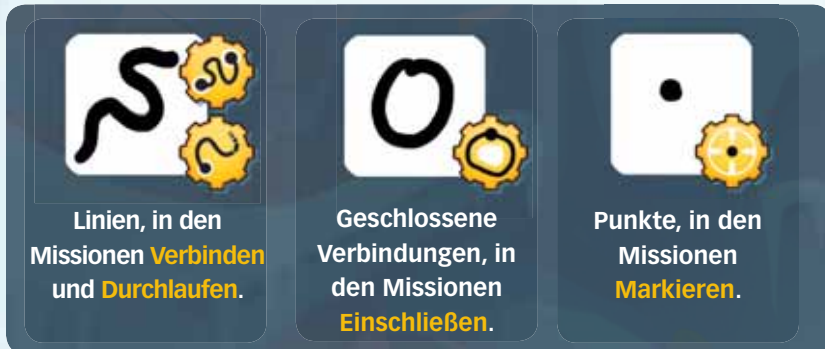 Linien, in den
Missionen Verbinden
und Durchlaufen.
Geschlossene
Verbindungen, in
den Missionen
Einschließen.
Punkte, in den
Missionen
Markieren.